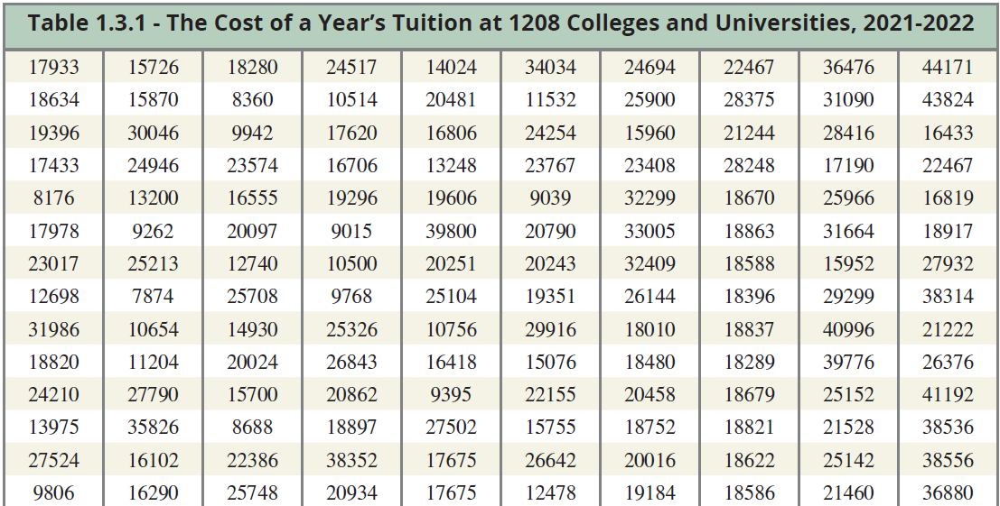 Table 1.3.1 - The Cost of a Year’s Tuition at 1208 Colleges and Universities, 2021-2022
17933 15726 18280 24517 14024 34034 24694 22467 36476 44171
18634 15870 8360 10514 20481 11532 25900 28375 31090 43824
19396 30046 9942 17620 16806 24254 15960 21244 28416 16433
17433 24946 23574 16706 13248 23767 23408 28248 17190 22467
8176 13200 16555 19296 19606 9039 32299 18670 25966 16819
17978 9262 20097 9015 39800 20790 33005 18863 31664 18917
23017 25213 12740 10500 20251 20243 32409 18588 15952 27932
12698 7874 25708 9768 25104 19351 26144 18396 29299 38314
31986 10654 14930 25326 10756 29916 18010 18837 40996 21222
18820 11204 20024 26843 16418 15076 18480 18289 39776 26376
24210 27790 15700 20862 9395 22155 20458 18679 25152 41192
13975 35826 8688 18897 27502 15755 18752 18821 21528 38536
27524 16102 22386 38352 17675 26642 20016 18622 25142 38556
9806 16290 25748 20934 17675 12478 19184 18586 21460 36880